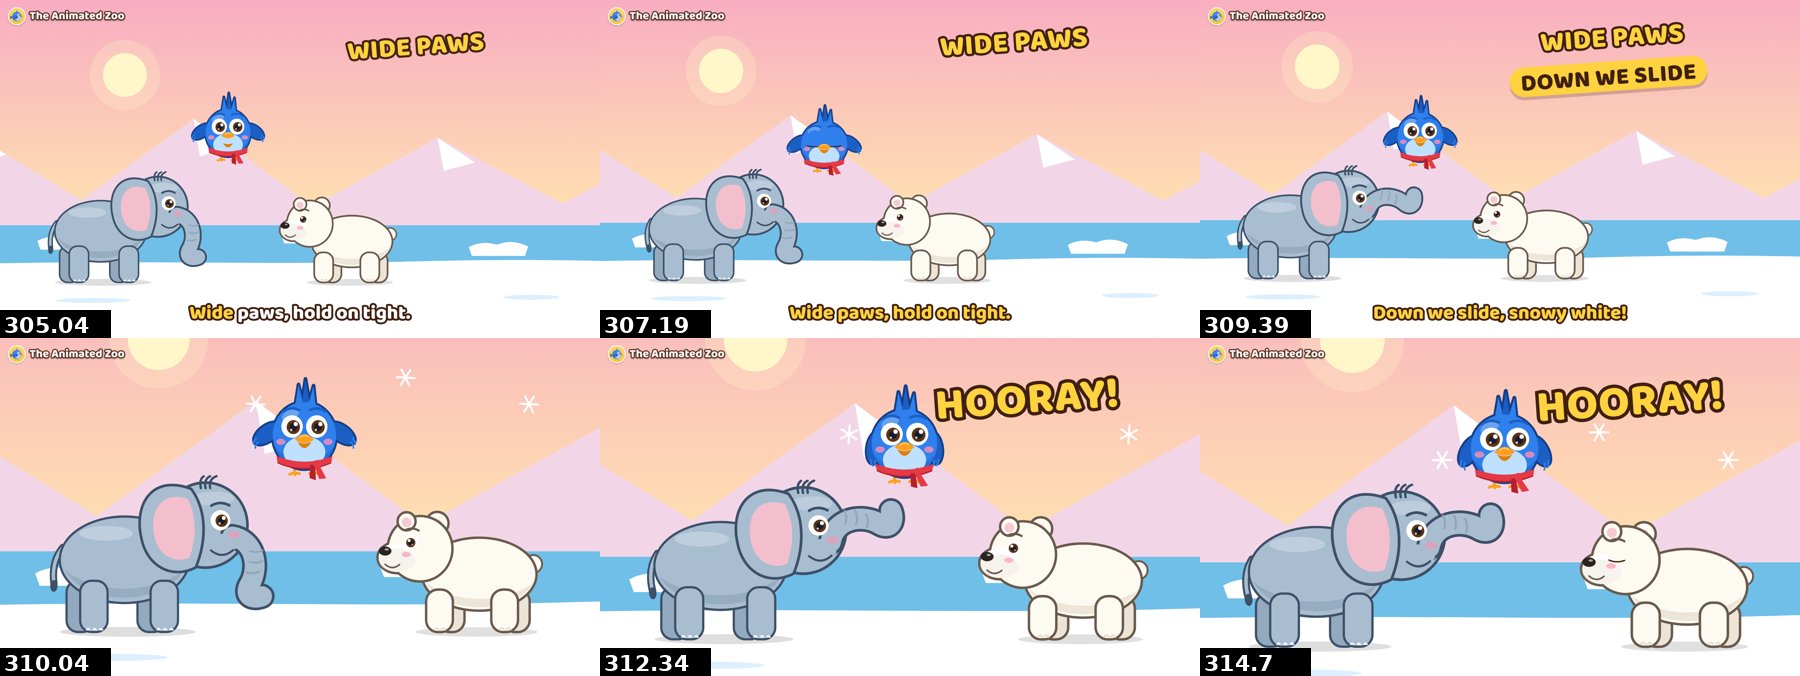 The Animated Zoo
WIDE PAWS
Wide paws, hold on tight.
305.04
The Animated Zoo
WIDE PAWS
Wide paws, hold on tight.
307.19
The Animated Zoo
WIDE PAWS
DOWN WE SLIDE
Down we slide, snowy white!
309.39
The Animated Zoo
310.04
The Animated Zoo
HOORAY!
312.34
The Animated Zoo
HOORAY!
314.7